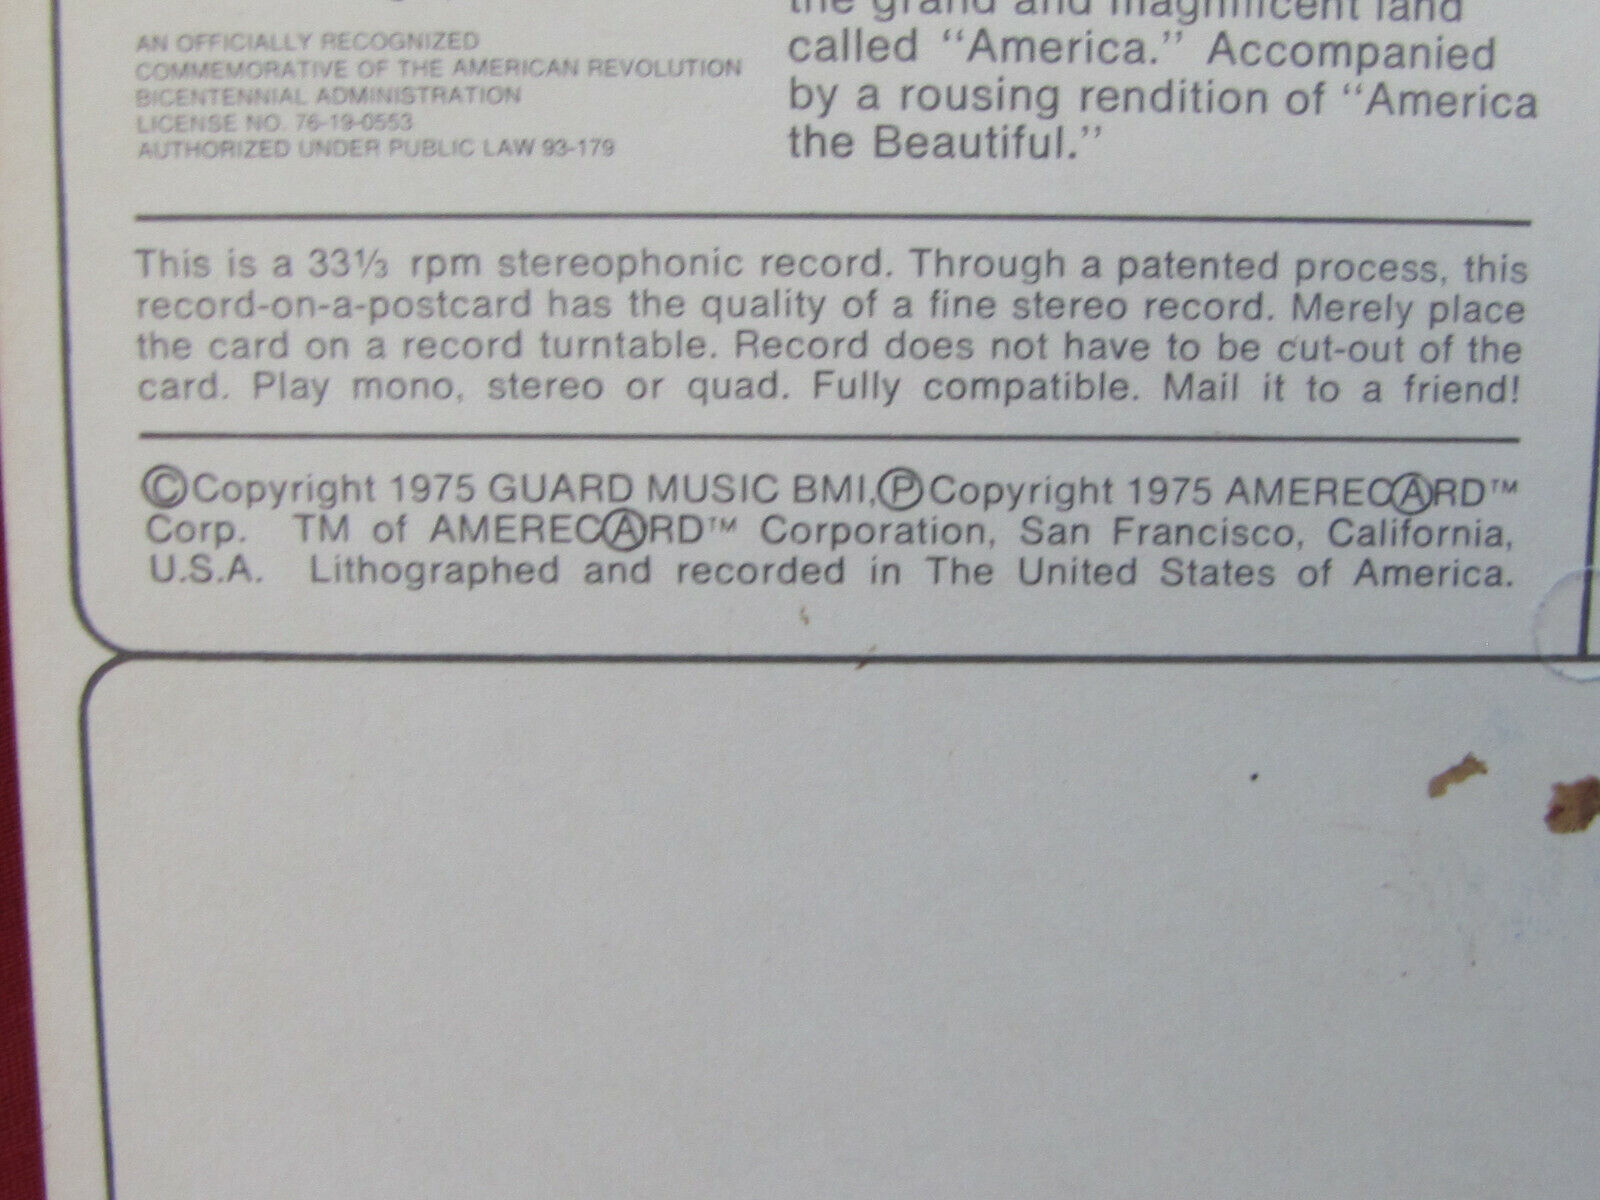 AN OFFICIALLY RECOGNIZED
COMMEMORATIVE OF THE AMERICAN REVOLUTION
BICENTENNIAL ADMINISTRATION
LICENSE NO. 76-19-0553
AUTHORIZED UNDER PUBLIC LAW 93-179
the grand and magnificent land
called “America.” Accompanied
by a rousing rendition of “America
the Beautiful.”
This is a 33⅓ rpm stereophonic record. Through a patented process, this
record-on-a-postcard has the quality of a fine stereo record. Merely place
the card on a record turntable. Record does not have to be cut-out of the
card. Play mono, stereo or quad. Fully compatible. Mail it to a friend!
©Copyright 1975 GUARD MUSIC BMI,℗Copyright 1975 AMERECⒶRD™
Corp. TM of AMERECⒶRD™ Corporation, San Francisco, California,
U.S.A. Lithographed and recorded in The United States of America.